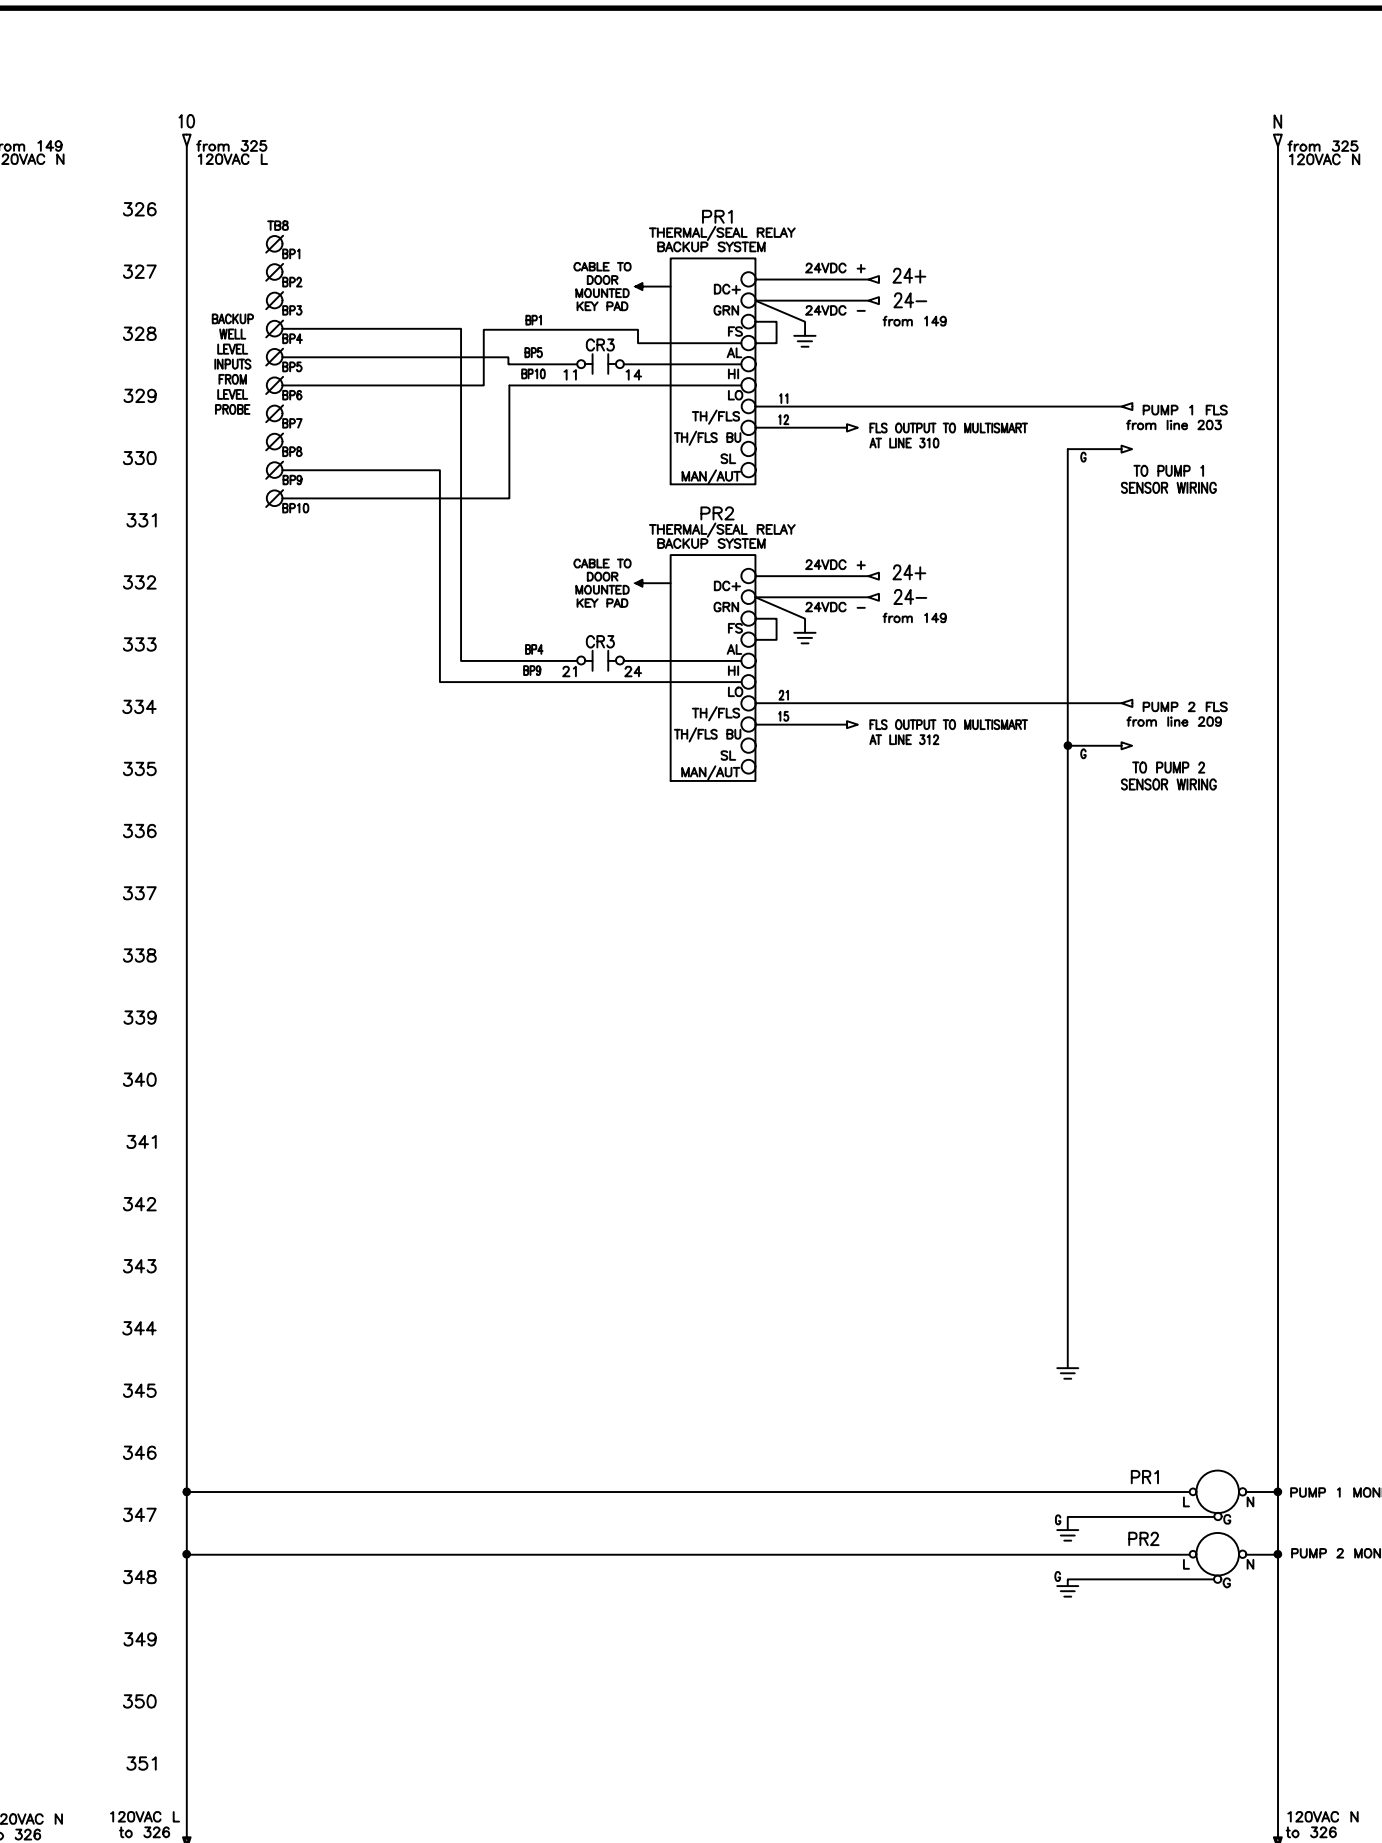 10
from 325
120VAC L
N
from 325
120VAC N
rom 149
20VAC N
326
327
328
329
330
331
332
333
334
335
336
337
338
339
340
341
342
343
344
345
346
347
348
349
350
351
TB8
BP1
BP2
BP3
BP4
BP5
BP6
BP7
BP8
BP9
BP10
BACKUP
WELL
LEVEL
INPUTS
FROM
LEVEL
PROBE
PR1
THERMAL/SEAL RELAY
BACKUP SYSTEM
CABLE TO
DOOR
MOUNTED
KEY PAD
DC+
GRN
FS
AL
HI
LO
TH/FLS
TH/FLS BU
SL
MAN/AUT
24VDC +
24+
24VDC -
24-
from 149
BP1
BP5
CR3
11
14
BP10
11
PUMP 1 FLS
from line 203
12
FLS OUTPUT TO MULTISMART
AT LINE 310
G
TO PUMP 1
SENSOR WIRING
PR2
THERMAL/SEAL RELAY
BACKUP SYSTEM
CABLE TO
DOOR
MOUNTED
KEY PAD
DC+
GRN
FS
AL
HI
LO
TH/FLS
TH/FLS BU
SL
MAN/AUT
24VDC +
24+
24VDC -
24-
from 149
BP4
CR3
21
24
BP9
21
PUMP 2 FLS
from line 209
15
FLS OUTPUT TO MULTISMART
AT LINE 312
G
TO PUMP 2
SENSOR WIRING
PR1
L
N
G
G
PUMP 1 MON
PR2
L
N
G
G
PUMP 2 MON
20VAC N
o 326
120VAC L
to 326
120VAC N
to 326